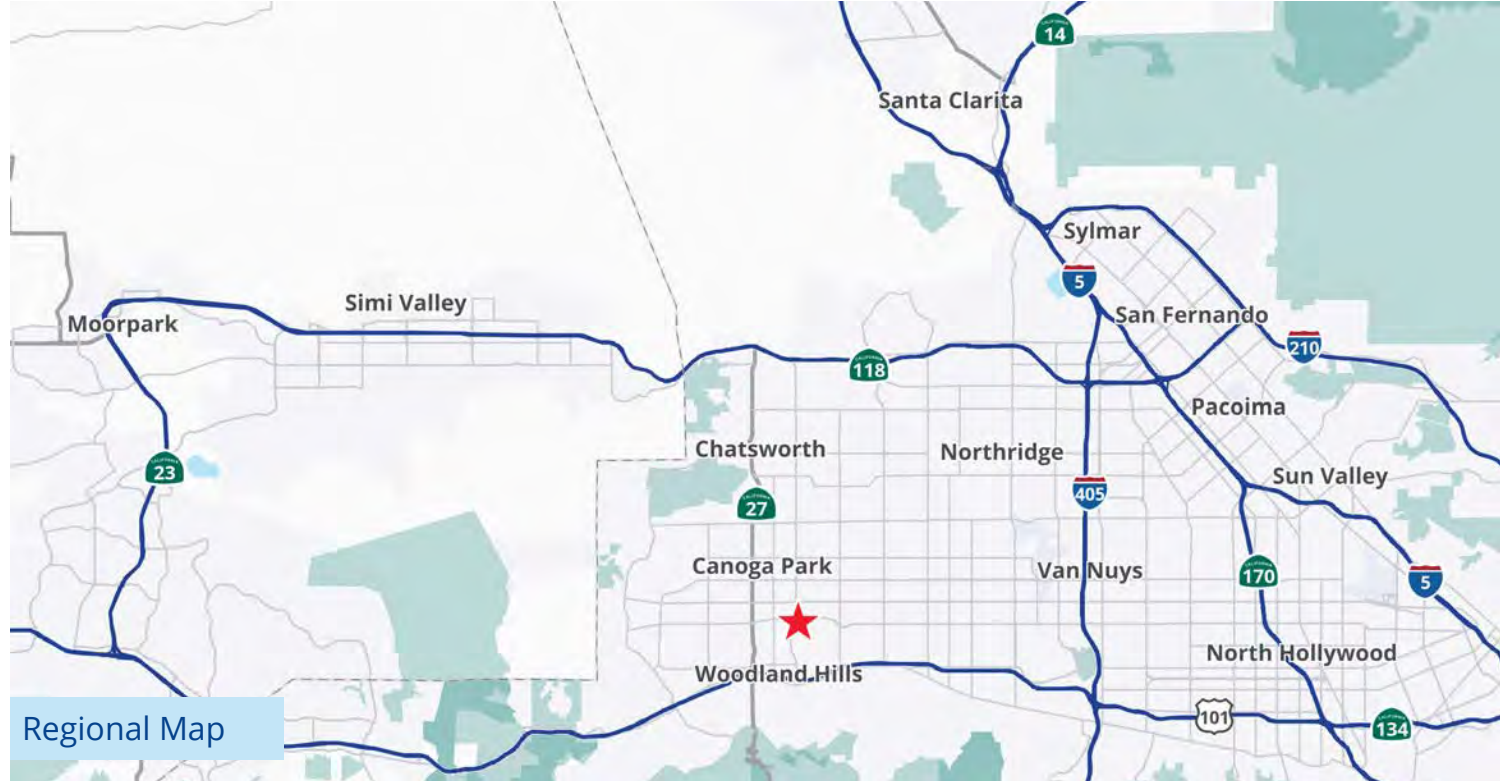 14
Santa Clarita
Sylmar
5
Simi Valley
San Fernando
Moorpark
210
CALIFORNIA
118
Pacoima
Chatsworth
Northridge
23
Sun Valley
405
27
Canoga Park
Van Nuys
170
5
North Hollywood
Woodland Hills
101
134
Regional Map